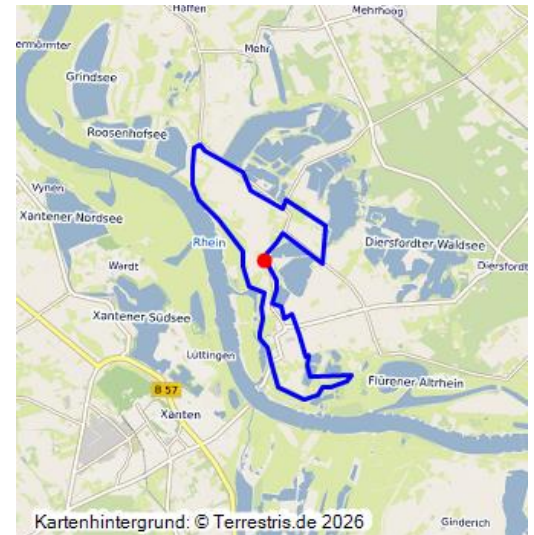 Haffen
Mehrhoog
ermörmter
Mehr
Grindsee
Roosenhofsee
Vynen
Xantener Nordsee
Rhein
Diersfordter Waldsee
Wardt
Diersfordt
Xantener Südsee
Lüttingen
Flürener Altrhein
B 57
Xanten
Ginderich
Kartenhintergrund: © Terrestris.de 2026